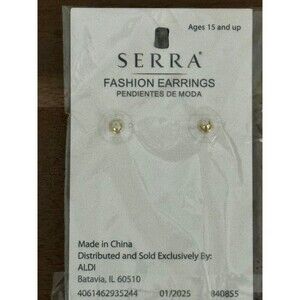 Ages 15 and up
SERRA®
FASHION EARRINGS
PENDIENTES DE MODA
Made in China
Distributed and Sold Exclusively By:
ALDI
Batavia, IL 60510
4061462935244 01/2025 840855